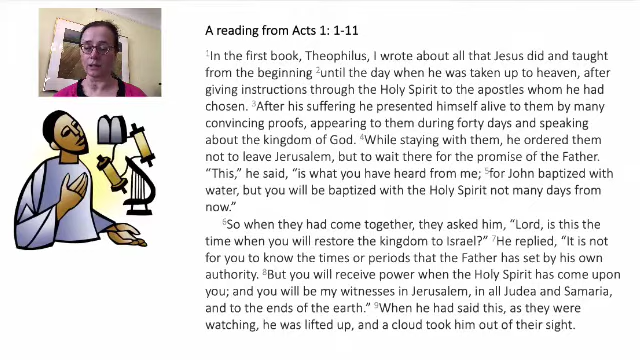 A reading from Acts 1: 1-11
1In the first book, Theophilus, I wrote about all that Jesus did and taught
from the beginning 2until the day when he was taken up to heaven, after
giving instructions through the Holy Spirit to the apostles whom he had
chosen. 3After his suffering he presented himself alive to them by many
convincing proofs, appearing to them during forty days and speaking
about the kingdom of God. 4While staying with them, he ordered them
not to leave Jerusalem, but to wait there for the promise of the Father.
“This,” he said, “is what you have heard from me; 5for John baptized with
water, but you will be baptized with the Holy Spirit not many days from
now.”
6So when they had come together, they asked him, “Lord, is this the
time when you will restore the kingdom to Israel?” 7He replied, “It is not
for you to know the times or periods that the Father has set by his own
authority. 8But you will receive power when the Holy Spirit has come upon
you; and you will be my witnesses in Jerusalem, in all Judea and Samaria,
and to the ends of the earth.” 9When he had said this, as they were
watching, he was lifted up, and a cloud took him out of their sight.